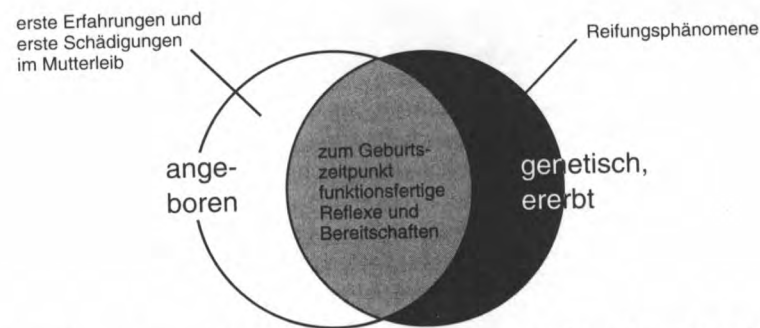 erste Erfahrungen und
erste Schädigungen
im Mutterleib
Reifungsphänomene
ange-
boren
zum Geburts-
zeitpunkt
funktionsfertige
Reflexe und
Bereitschaften
genetisch,
ererbt